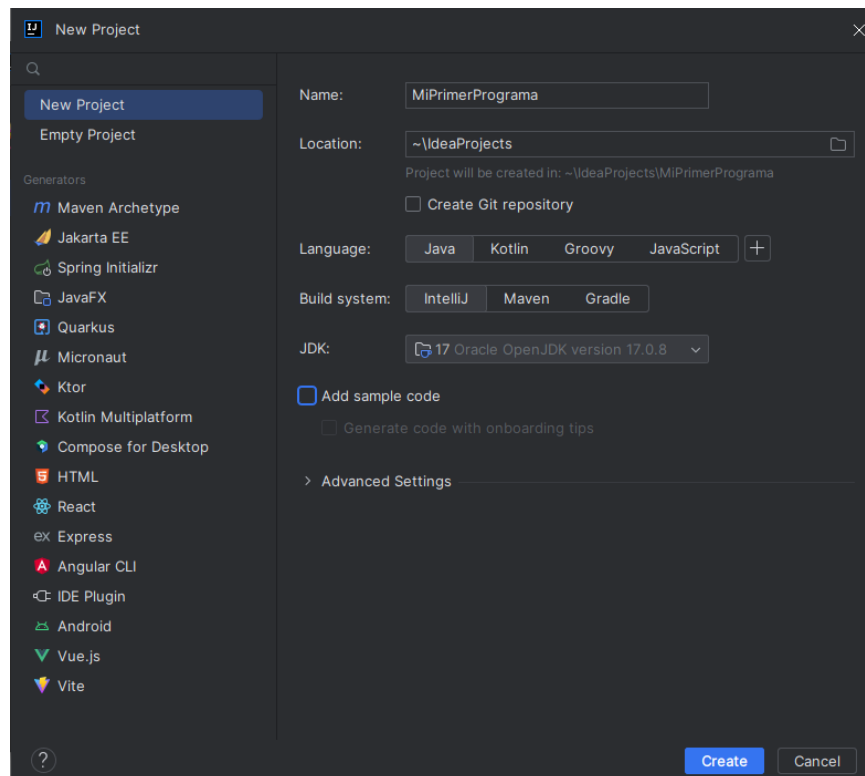 New Project
New Project
Empty Project
Generators
Maven Archetype
Jakarta EE
Spring Initializr
JavaFX
Quarkus
Micronaut
Ktor
Kotlin Multiplatform
Compose for Desktop
HTML
React
ex Express
Angular CLI
IDE Plugin
Android
Vue.js
Vite
Name: MiPrimerPrograma
Location: ~\IdeaProjects
Project will be created in: ~\IdeaProjects\MiPrimerPrograma
Create Git repository
Language: Java Kotlin Groovy JavaScript +
Build system: IntelliJ Maven Gradle
JDK: 17 Oracle OpenJDK version 17.0.8
Add sample code
Generate code with onboarding tips
Advanced Settings
? Create Cancel